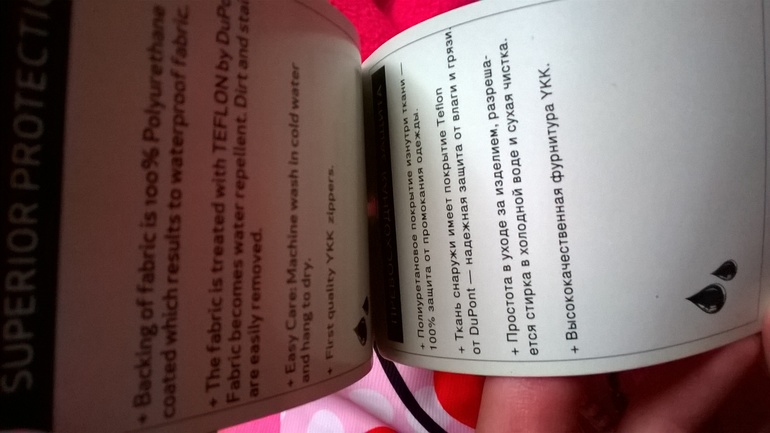 SUPERIOR PROTECTIO
+ Backing of fabric is 100% Polyurethane
coated which results to waterproof fabric.
+ The fabric is treated with TEFLON by DuPo
Fabric becomes water repellent. Dirt and stai
are easily removed.
+ Easy Care: Machine wash in cold water
and hang to dry.
+ First quality YKK zippers.
ПРЕВОСХОДНАЯ ЗАЩИТА
+ Полиуретановое покрытие изнутри ткани —
100% защита от промокания одежды.
+ Ткань снаружи имеет покрытие Teflon
от DuPont — надежная защита от влаги и грязи.
+ Простота в уходе за изделием, разреша-
ется стирка в холодной воде и сухая чистка.
+ Высококачественная фурнитура YKK.